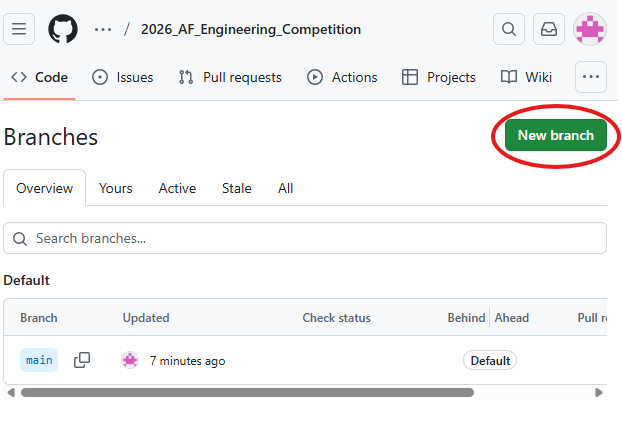 ... / 2026_AF_Engineering_Competition
Code Issues Pull requests Actions Projects Wiki ...
Branches New branch
Overview Yours Active Stale All
Search branches...
Default
Branch Updated Check status Behind Ahead Pull re
main 7 minutes ago Default